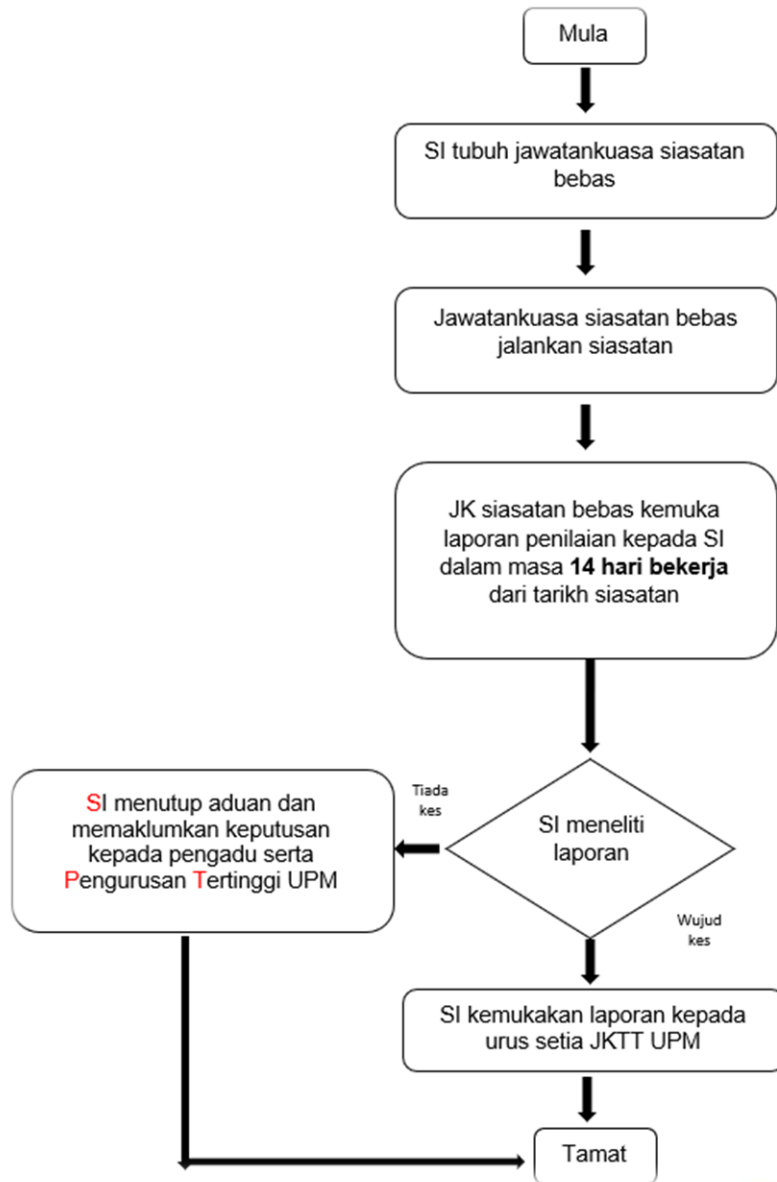 Mula
SI tubuh jawatankuasa siasatan
bebas
Jawatankuasa siasatan bebas
jalankan siasatan
JK siasatan bebas kemuka
laporan penilaian kepada SI
dalam masa 14 hari bekerja
dari tarikh siasatan
SI meneliti
laporan
Tiada
kes
SI menutup aduan dan
memaklumkan keputusan
kepada pengadu serta
Pengurusan Tertinggi UPM
Wujud
kes
SI kemukakan laporan kepada
urus setia JKTT UPM
Tamat